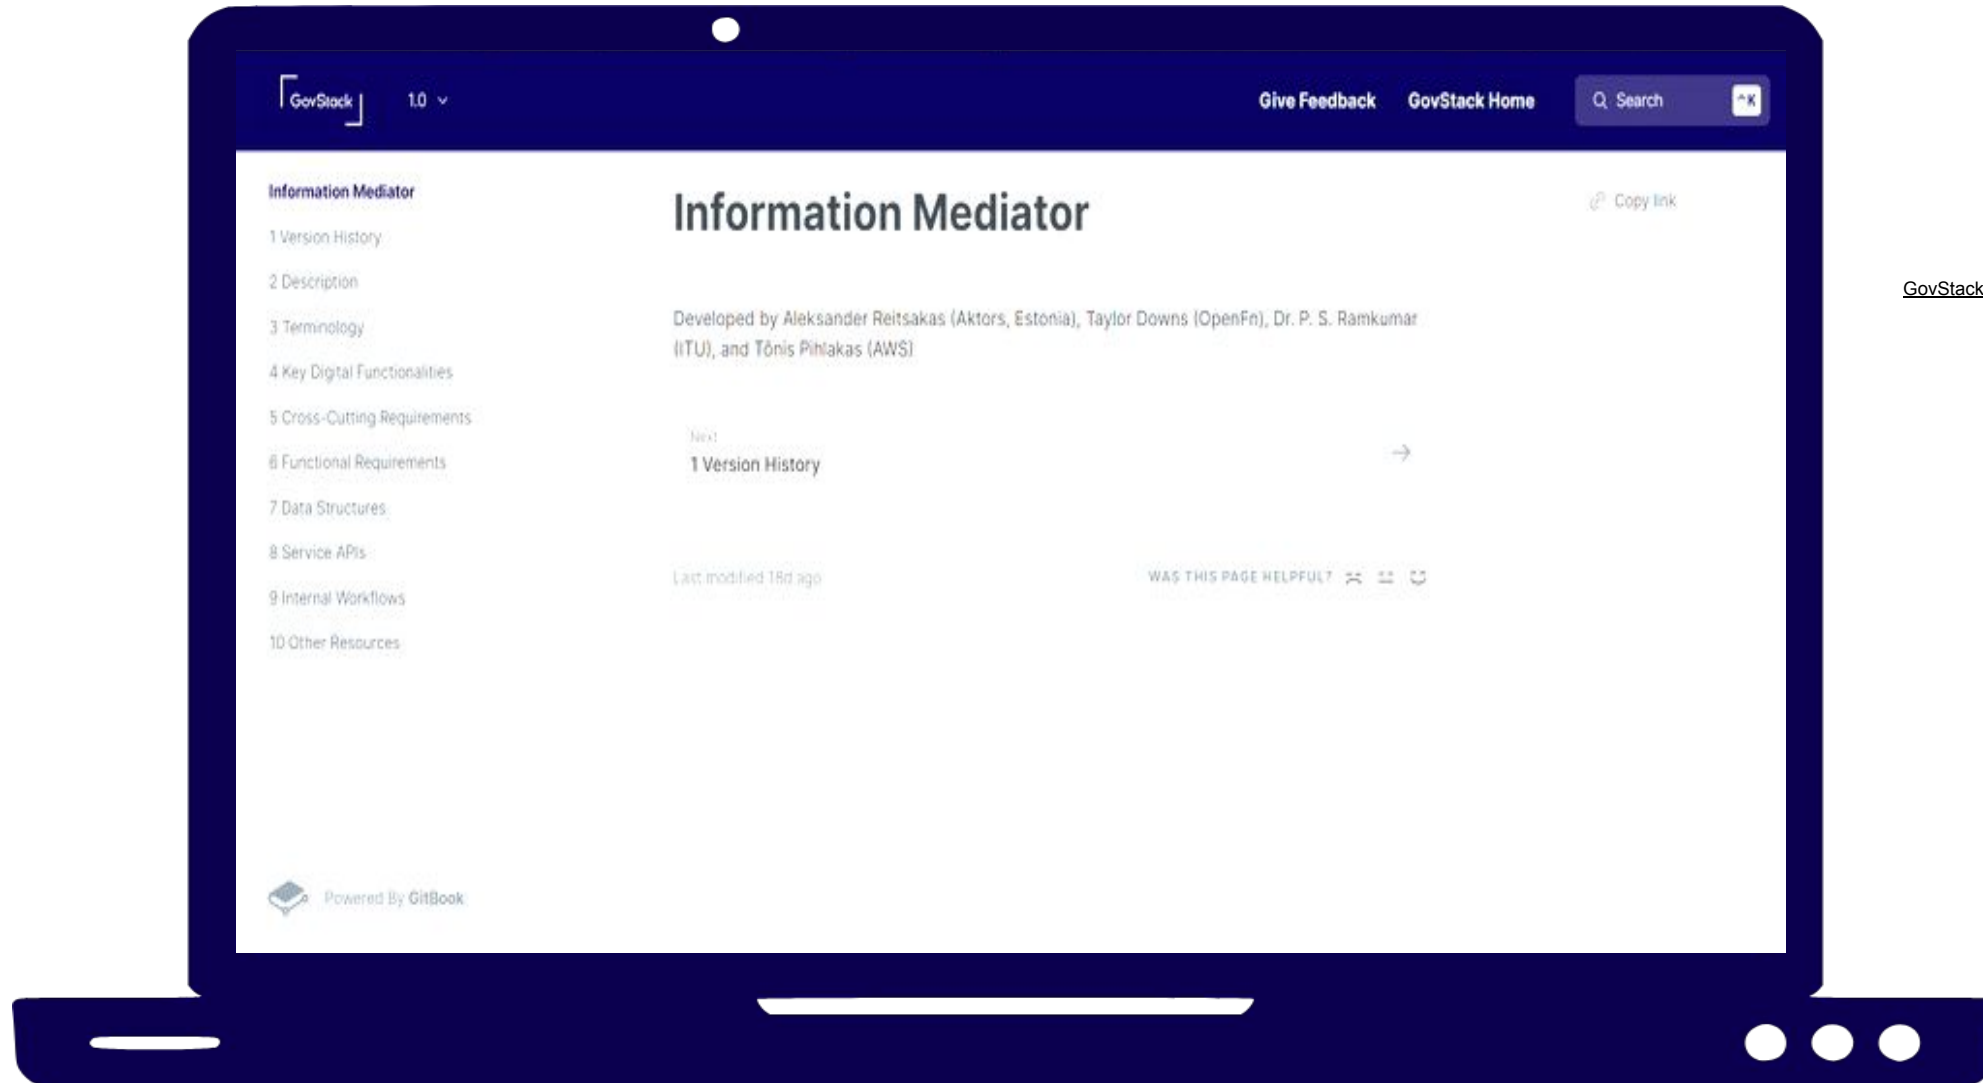 GovStack
1.0
Give Feedback
GovStack Home
Search
^K
Information Mediator
1 Version History
2 Description
3 Terminology
4 Key Digital Functionalities
5 Cross-Cutting Requirements
6 Functional Requirements
7 Data Structures
8 Service APIs
9 Internal Workflows
10 Other Resources
Powered By GitBook
Information Mediator
Copy link
Developed by Aleksander Reitsakas (Aktors, Estonia), Taylor Downs (OpenFn), Dr. P. S. Ramkumar
(ITU), and Tõnis Pihlakas (AWS)
Next
1 Version History
Last modified 18d ago
WAS THIS PAGE HELPFUL?
GovStack